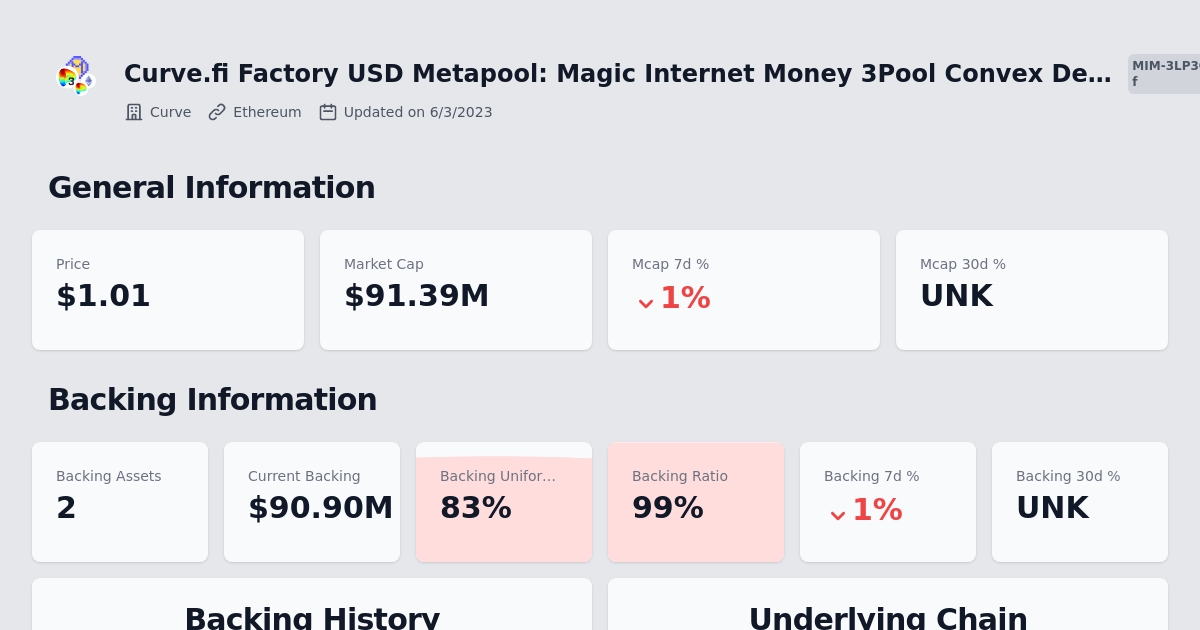 Curve.fi Factory USD Metapool: Magic Internet Money 3Pool Convex De...
MIM-3LP3
f
Curve
Ethereum
Updated on 6/3/2023
General Information
Price
$1.01
Market Cap
$91.39M
Mcap 7d %
1%
Mcap 30d %
UNK
Backing Information
Backing Assets
2
Current Backing
$90.90M
Backing Unifor...
83%
Backing Ratio
99%
Backing 7d %
1%
Backing 30d %
UNK
Backing History
Underlying Chain